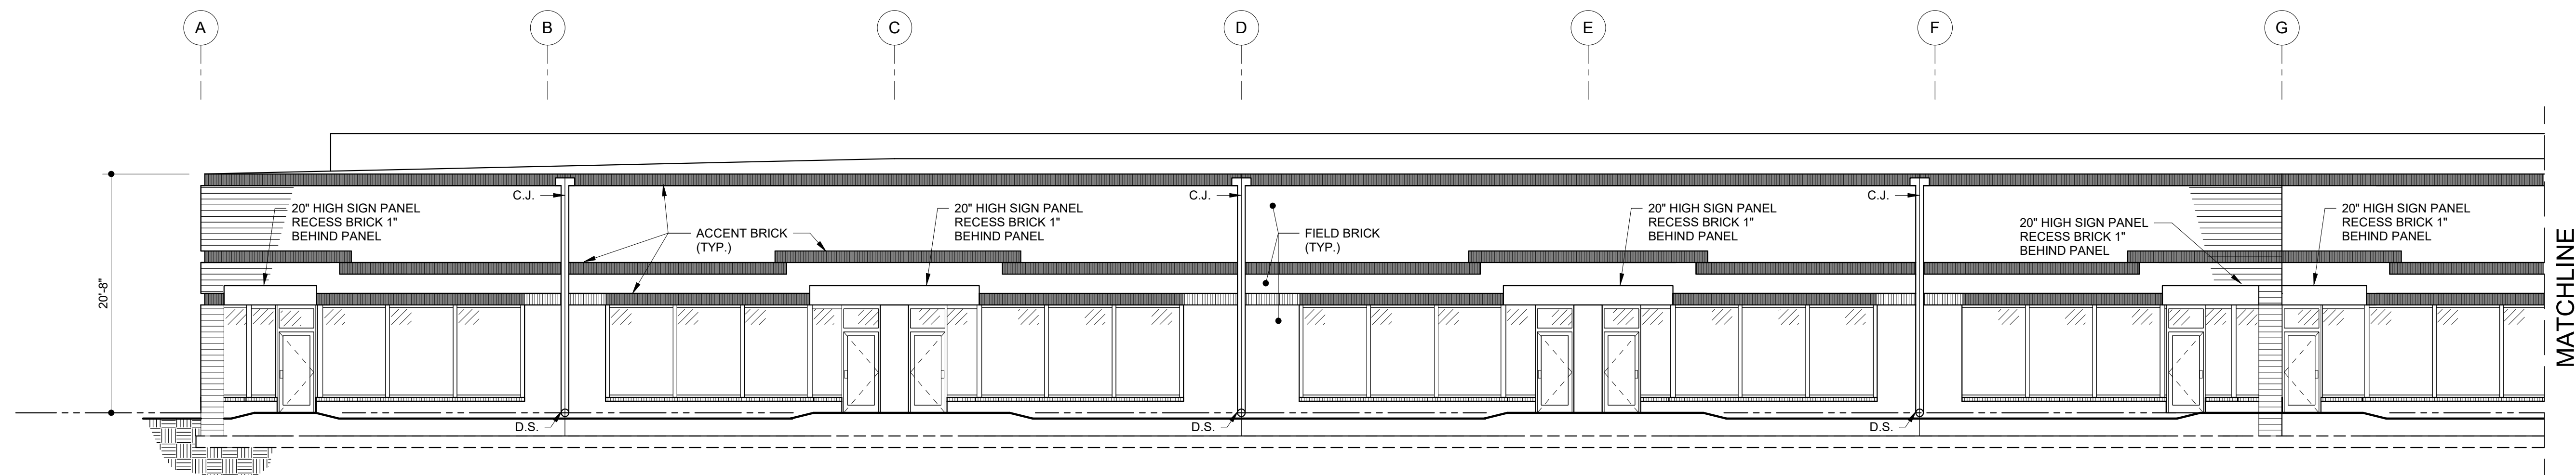 A
B
C
D
E
F
G
C.J.
C.J.
C.J.
20" HIGH SIGN PANEL
RECESS BRICK 1"
BEHIND PANEL
ACCENT BRICK
(TYP.)
20" HIGH SIGN PANEL
RECESS BRICK 1"
BEHIND PANEL
FIELD BRICK
(TYP.)
20" HIGH SIGN PANEL
RECESS BRICK 1"
BEHIND PANEL
20" HIGH SIGN PANEL
RECESS BRICK 1"
BEHIND PANEL
20" HIGH SIGN PANEL
RECESS BRICK 1"
BEHIND PANEL
20'-8"
MATCHLINE
D.S.
D.S.
D.S.